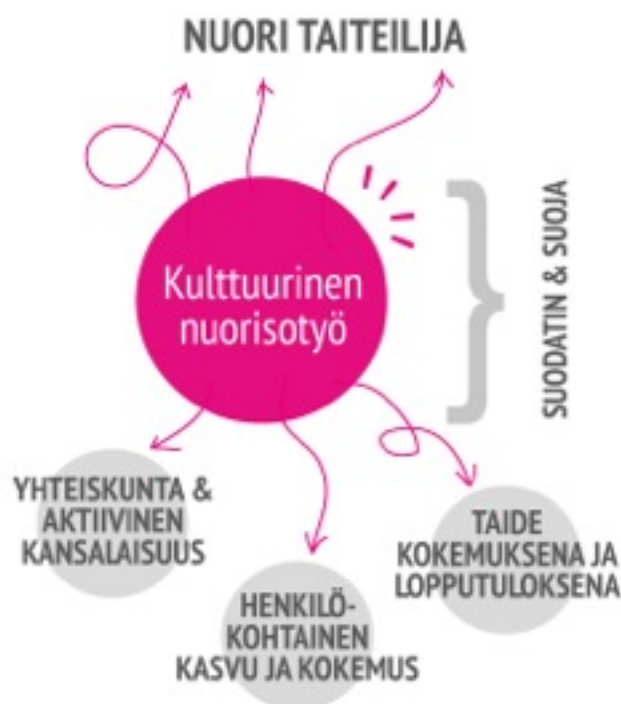 NUORI TAITEILIJA
Kulttuurinen
nuorisotyö
SUODATIN & SUOJA
YHTEISKUNTA &
AKTIIVINEN
KANSALAISUUS
HENKILÖ-
KOHTAINEN
KASVU JA KOKEMUS
TAIDE
KOKEMUKSENA JA
LOPPUTULOKSENA